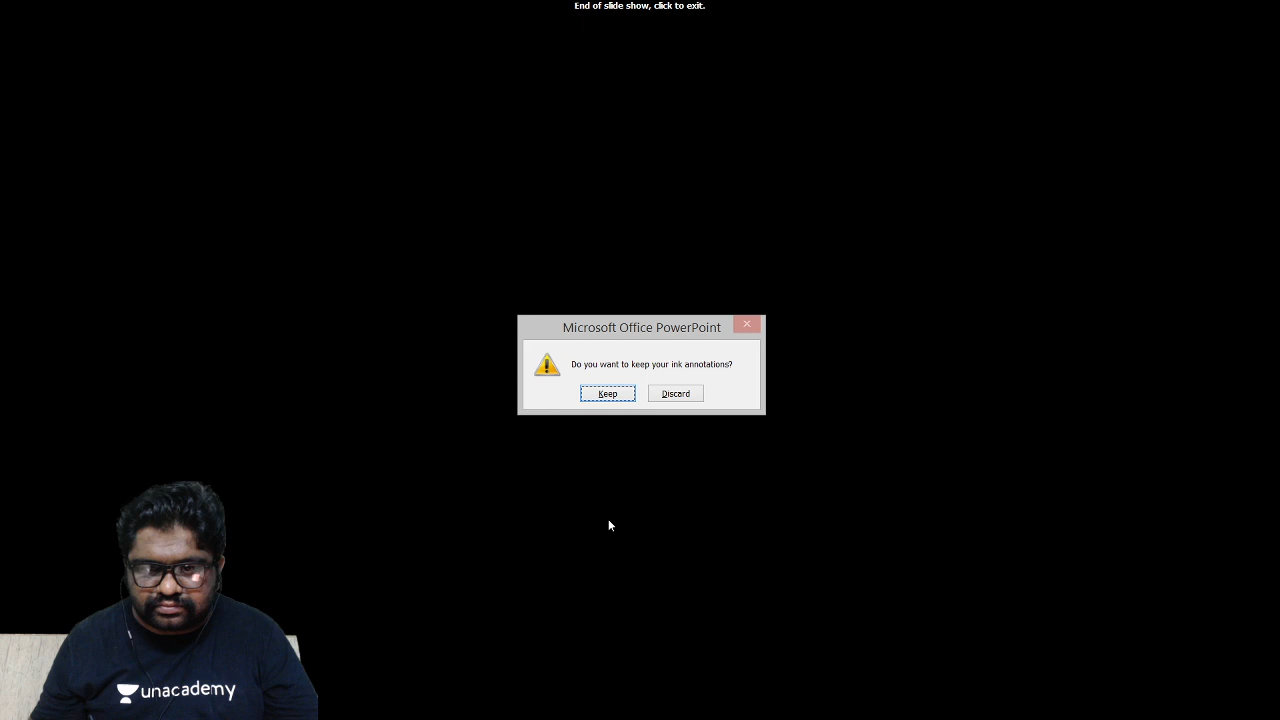 End of slide show, click to exit.
Microsoft Office PowerPoint
Do you want to keep your ink annotations?
Keep
Discard
unacademy